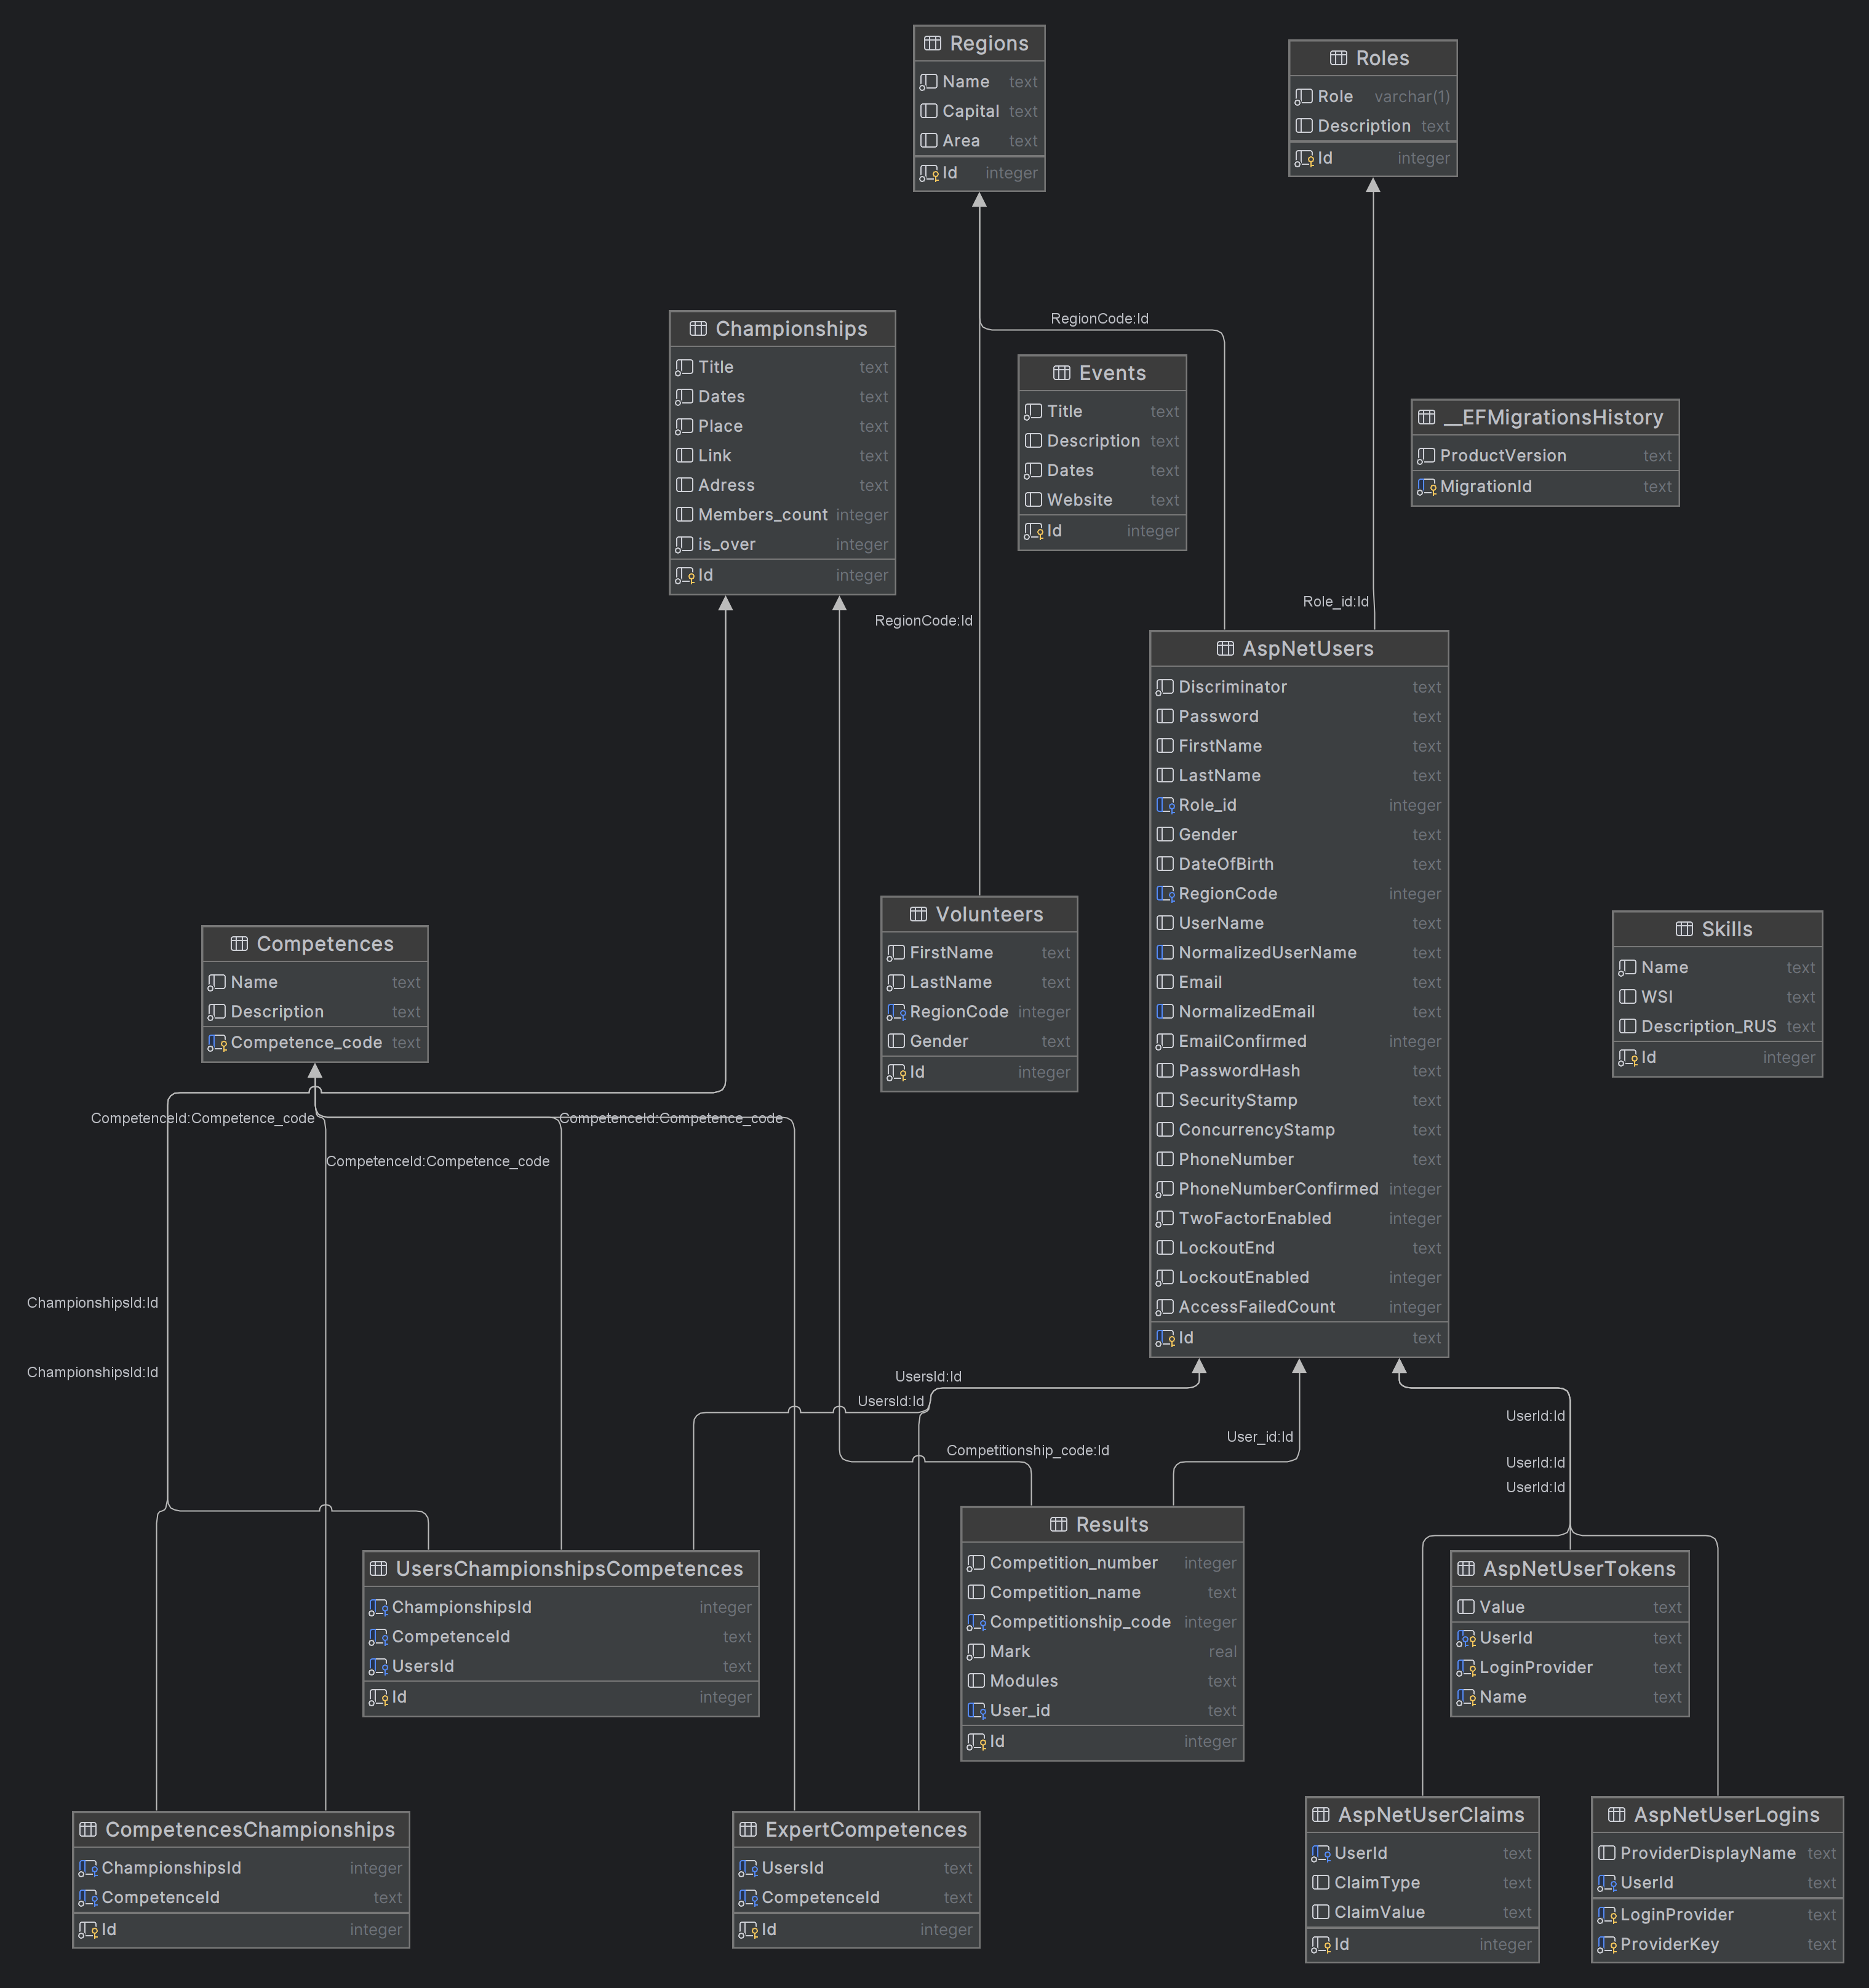 Regions
Name text
Capital text
Area text
Id integer
Roles
Role varchar(1)
Description text
Id integer
RegionCode:Id
Championships
Title text
Dates text
Place text
Link text
Adress text
Members_count integer
is_over integer
Id integer
Events
Title text
Description text
Dates text
Website text
Id integer
__EFMigrationsHistory
ProductVersion text
MigrationId text
Role_id:Id
RegionCode:Id
AspNetUsers
Discriminator text
Password text
FirstName text
LastName text
Role_id integer
Gender text
DateOfBirth text
RegionCode integer
UserName text
NormalizedUserName text
Email text
NormalizedEmail text
EmailConfirmed integer
PasswordHash text
SecurityStamp text
ConcurrencyStamp text
PhoneNumber text
PhoneNumberConfirmed integer
TwoFactorEnabled integer
LockoutEnd text
LockoutEnabled integer
AccessFailedCount integer
Id text
Volunteers
FirstName text
LastName text
RegionCode integer
Gender text
Id integer
Skills
Name text
WSI text
Description_RUS text
Id integer
Competences
Name text
Description text
Competence_code text
CompetenceId:Competence_code
CompetenceId:Competence_code
CompetenceId:Competence_code
ChampionshipsId:Id
ChampionshipsId:Id
UsersId:Id
UsersId:Id
Competitionship_code:Id
User_id:Id
UserId:Id
UserId:Id
UserId:Id
UsersChampionshipsCompetences
ChampionshipsId integer
CompetenceId text
UsersId text
Id integer
Results
Competition_number integer
Competition_name text
Competitionship_code integer
Mark real
Modules text
User_id text
Id integer
AspNetUserTokens
Value text
UserId text
LoginProvider text
Name text
CompetencesChampionships
ChampionshipsId integer
CompetenceId text
Id integer
ExpertCompetences
UsersId text
CompetenceId text
Id integer
AspNetUserClaims
UserId text
ClaimType text
ClaimValue text
Id integer
AspNetUserLogins
ProviderDisplayName text
UserId text
LoginProvider text
ProviderKey text